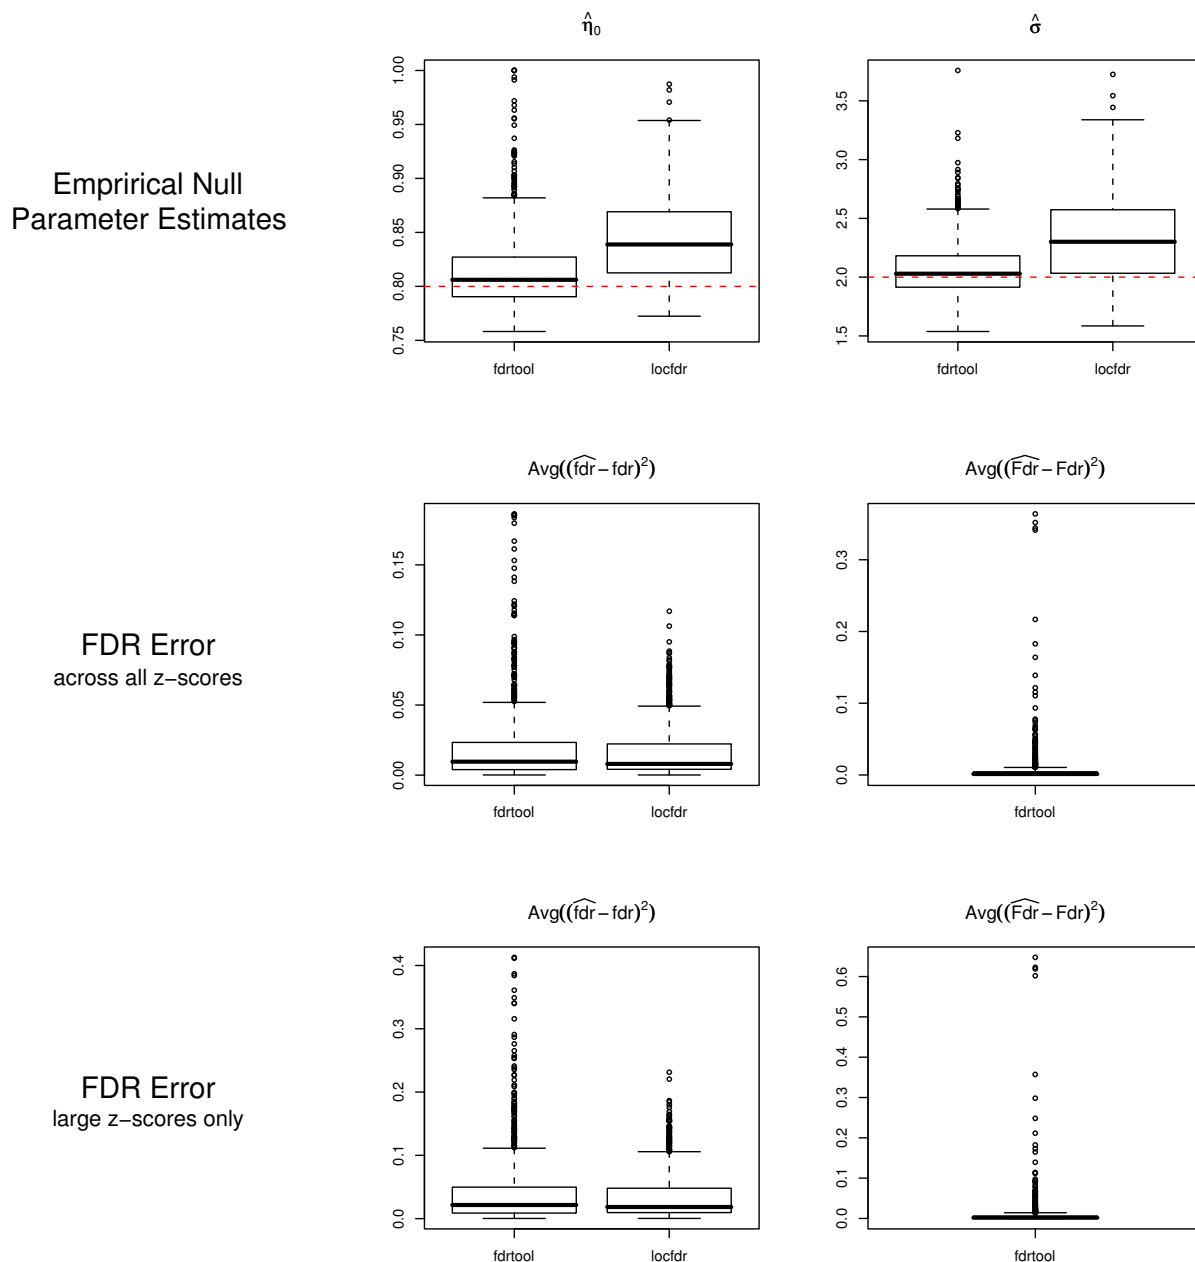 η̂₀
σ̂
Emprirical Null
Parameter Estimates
0.75 0.80 0.85 0.90 0.95 1.00
fdrtool locfdr
1.5 2.0 2.5 3.0 3.5
fdrtool locfdr
Avg((f̂dr − fdr)²)
Avg((F̂dr − Fdr)²)
FDR Error
across all z−scores
0.00 0.05 0.10 0.15
fdrtool locfdr
0.0 0.1 0.2 0.3
fdrtool
Avg((f̂dr − fdr)²)
Avg((F̂dr − Fdr)²)
FDR Error
large z−scores only
0.0 0.1 0.2 0.3 0.4
fdrtool locfdr
0.0 0.1 0.2 0.3 0.4 0.5 0.6
fdrtool